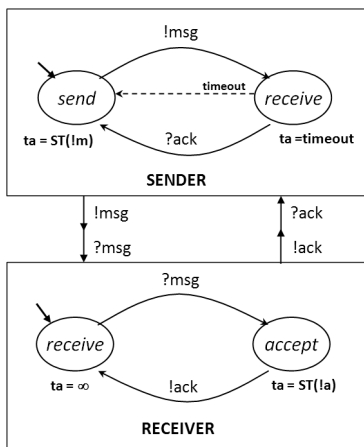 !msg
timeout
send
receive
ta = ST(!m)
?ack
ta =timeout
SENDER
!msg
?ack
?msg
!ack
?msg
receive
accept
ta = ∞
!ack
ta = ST(!a)
RECEIVER